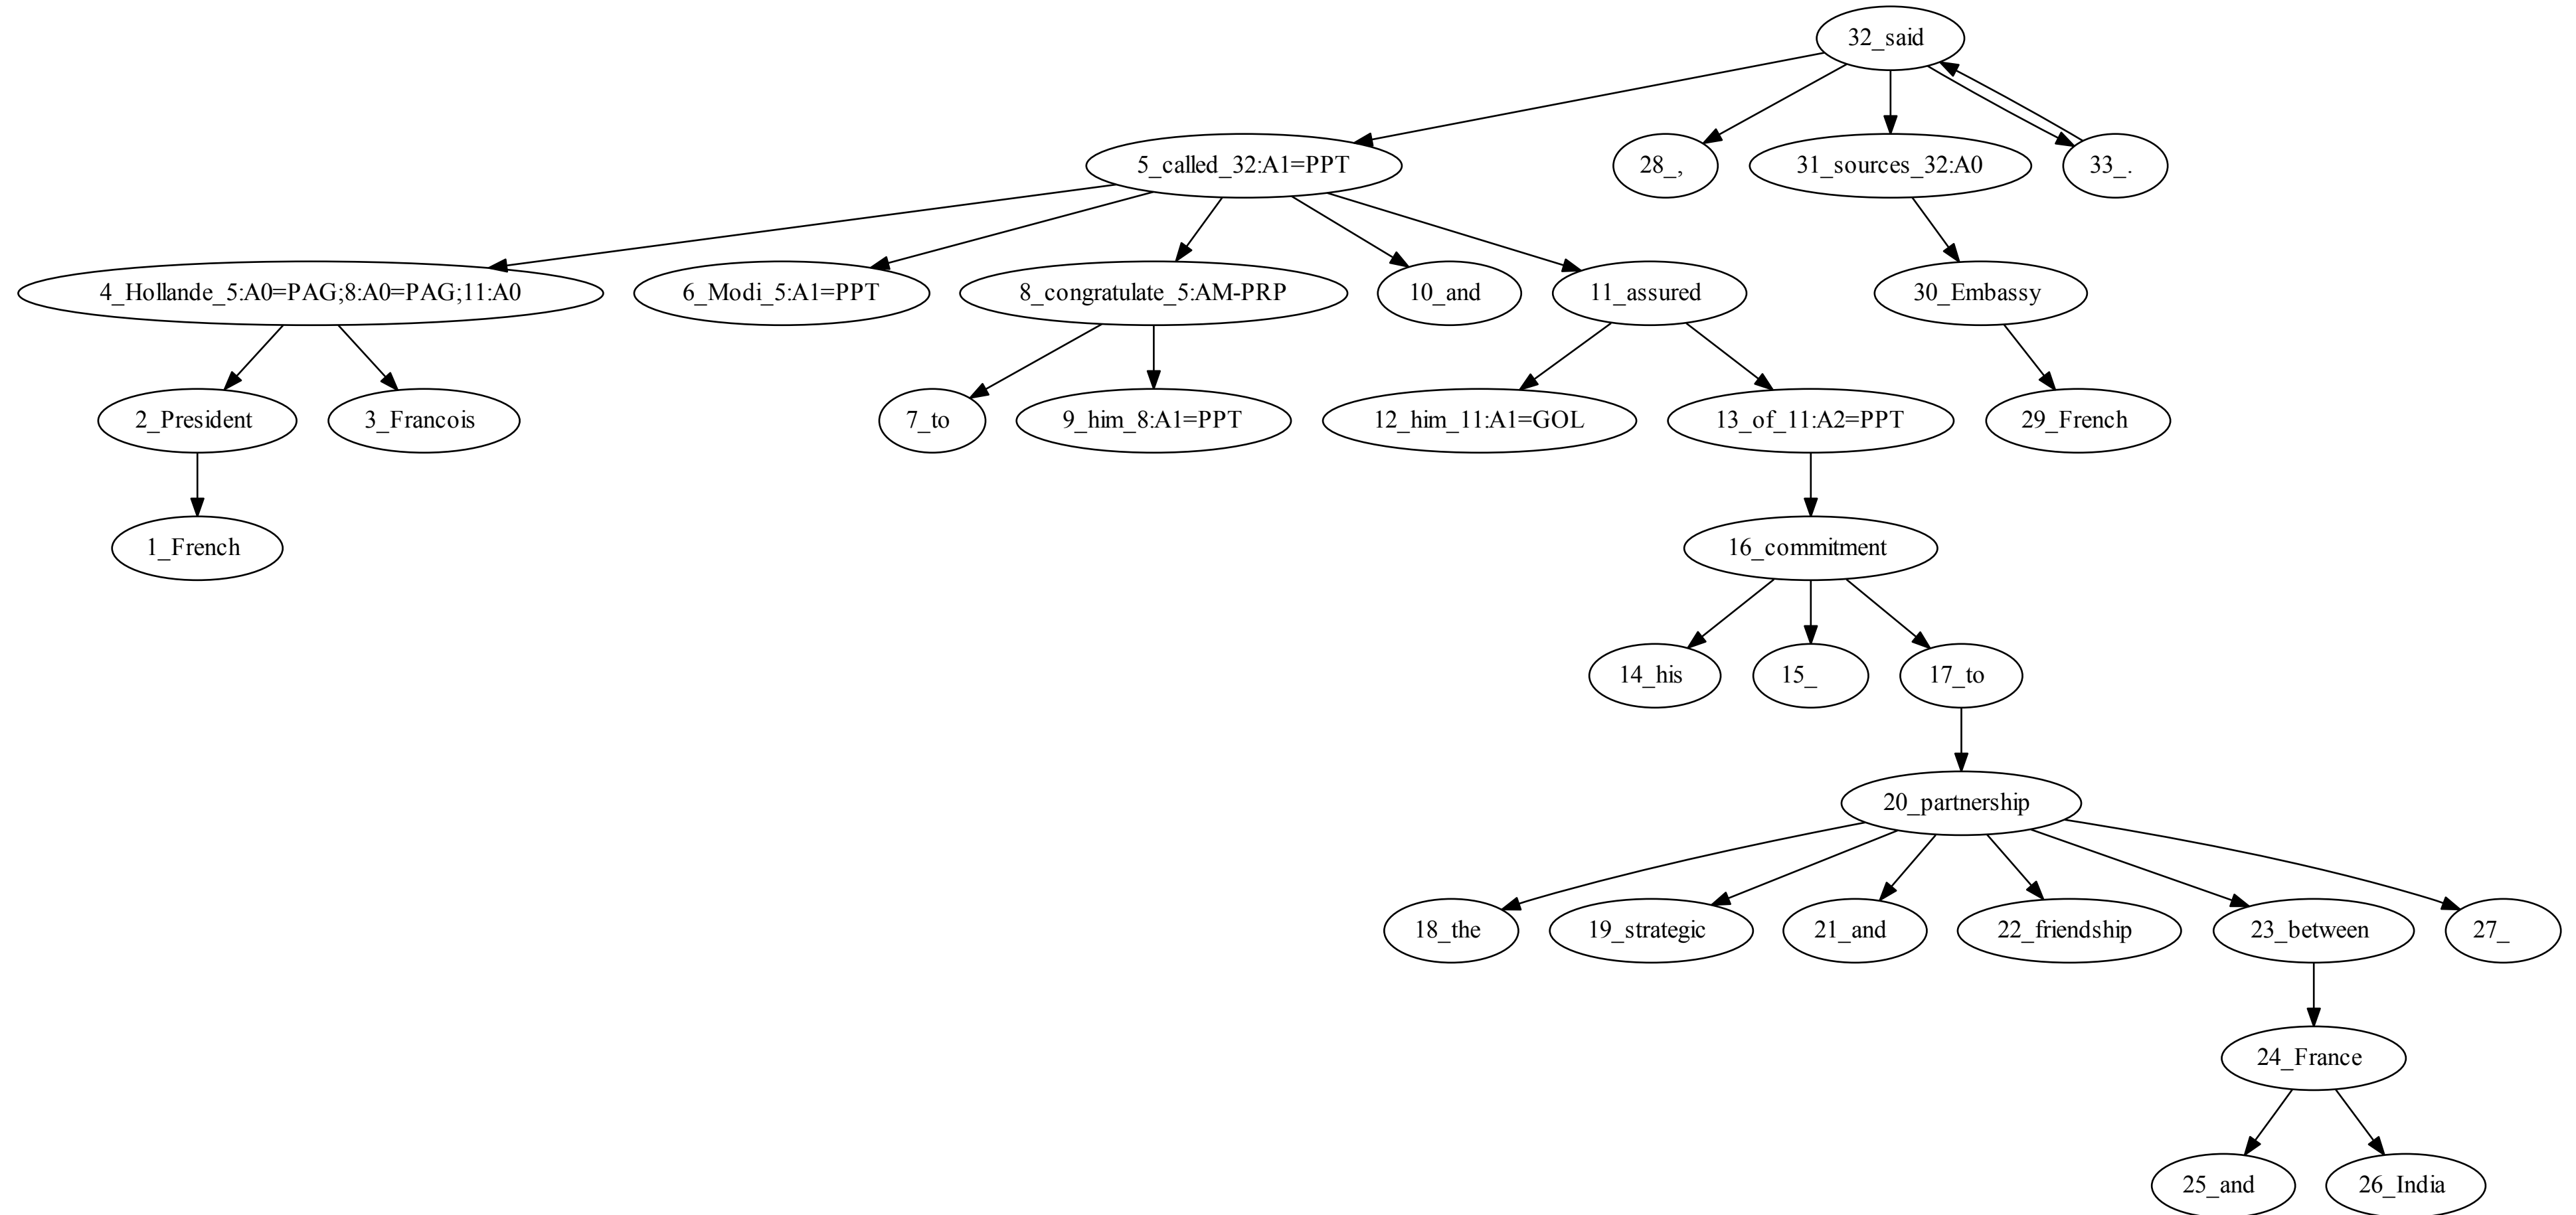 32_said
5_called_32:A1=PPT
28_,
31_sources_32:A0
33_.
4_Hollande_5:A0=PAG;8:A0=PAG;11:A0
6_Modi_5:A1=PPT
8_congratulate_5:AM-PRP
10_and
11_assured
30_Embassy
2_President
3_Francois
7_to
9_him_8:A1=PPT
12_him_11:A1=GOL
13_of_11:A2=PPT
29_French
1_French
16_commitment
14_his
15_
17_to
20_partnership
18_the
19_strategic
21_and
22_friendship
23_between
27_
24_France
25_and
26_India